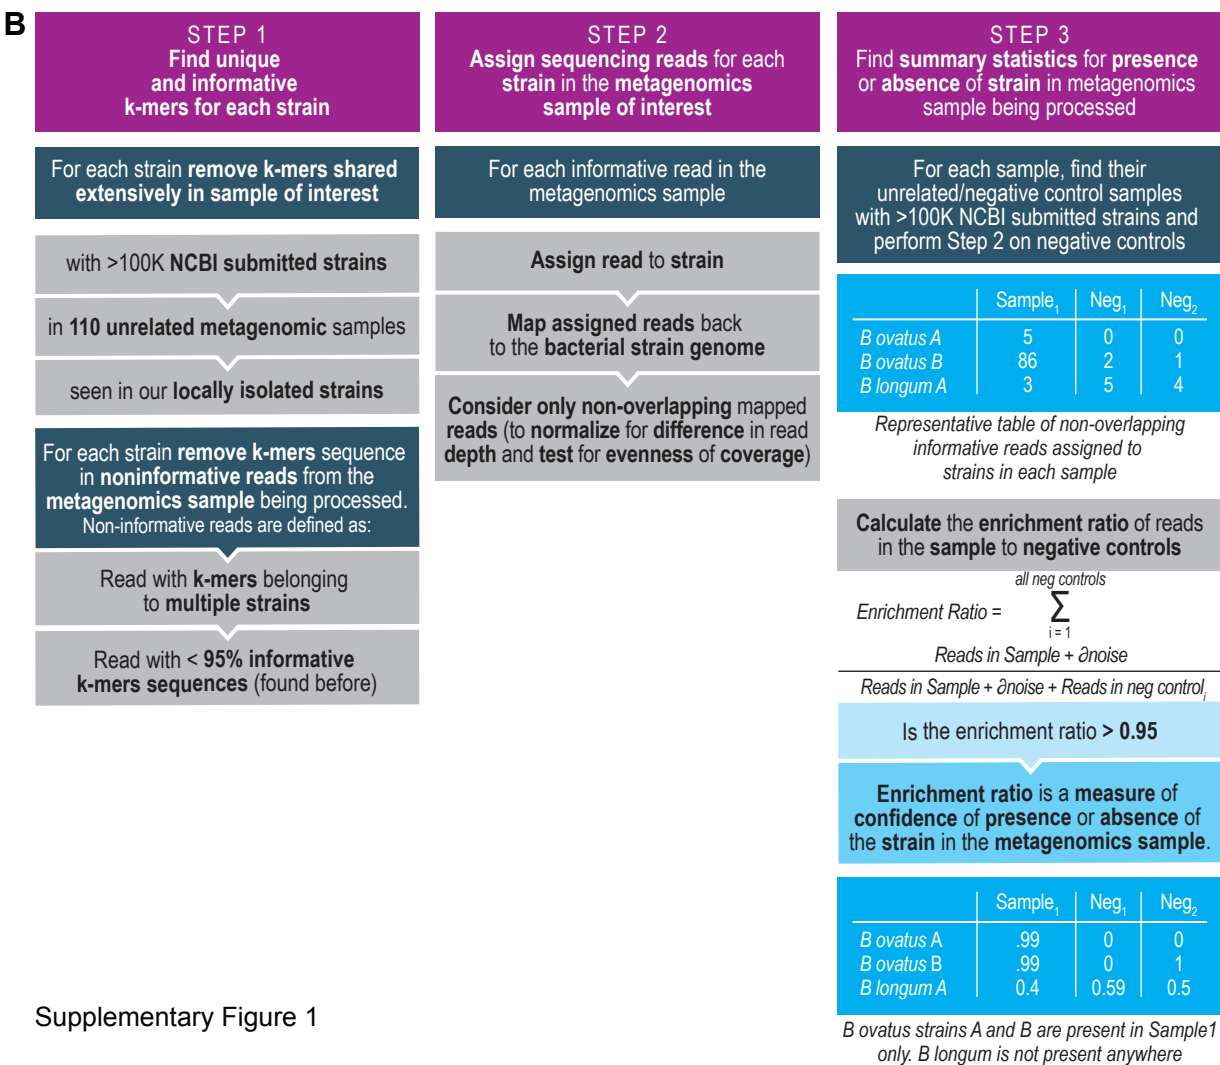 B
STEP 1
Find unique
and informative
k-mers for each strain
For each strain remove k-mers shared
extensively in sample of interest
with >100K NCBI submitted strains
in 110 unrelated metagenomic samples
seen in our locally isolated strains
For each strain remove k-mers sequence
in noninformative reads from the
metagenomics sample being processed.
Non-informative reads are defined as:
Read with k-mers belonging
to multiple strains
Read with < 95% informative
k-mers sequences (found before)
STEP 2
Assign sequencing reads for each
strain in the metagenomics
sample of interest
For each informative read in the
metagenomics sample
Assign read to strain
Map assigned reads back
to the bacterial strain genome
Consider only non-overlapping mapped
reads (to normalize for difference in read
depth and test for evenness of coverage)
STEP 3
Find summary statistics for presence
or absence of strain in metagenomics
sample being processed
For each sample, find their
unrelated/negative control samples
with >100K NCBI submitted strains and
perform Step 2 on negative controls
Sample₁ Neg₁ Neg₂
B ovatus A 5 0 0
B ovatus B 86 2 1
B longum A 3 5 4
Representative table of non-overlapping
informative reads assigned to
strains in each sample
Calculate the enrichment ratio of reads
in the sample to negative controls
all neg controls
Enrichment Ratio = Σ
i = 1
Reads in Sample + ∂noise
Reads in Sample + ∂noise + Reads in neg controlᵢ
Is the enrichment ratio > 0.95
Enrichment ratio is a measure of
confidence of presence or absence of
the strain in the metagenomics sample.
Sample₁ Neg₁ Neg₂
B ovatus A .99 0 0
B ovatus B .99 0 1
B longum A 0.4 0.59 0.5
B ovatus strains A and B are present in Sample1
only. B longum is not present anywhere
Supplementary Figure 1